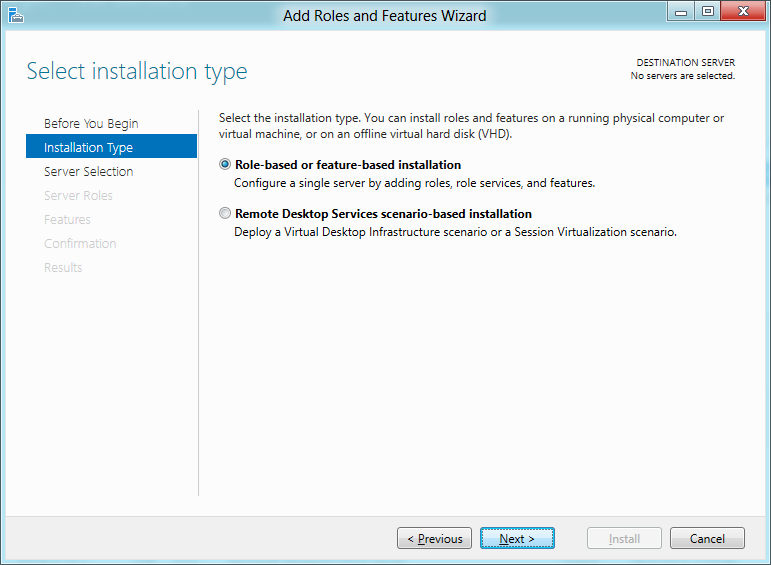 Add Roles and Features Wizard
Select installation type
DESTINATION SERVER
No servers are selected.
Before You Begin
Installation Type
Server Selection
Server Roles
Features
Confirmation
Results
Select the installation type. You can install roles and features on a running physical computer or
virtual machine, or on an offline virtual hard disk (VHD).
Role-based or feature-based installation
Configure a single server by adding roles, role services, and features.
Remote Desktop Services scenario-based installation
Deploy a Virtual Desktop Infrastructure scenario or a Session Virtualization scenario.
< Previous
Next >
Install
Cancel